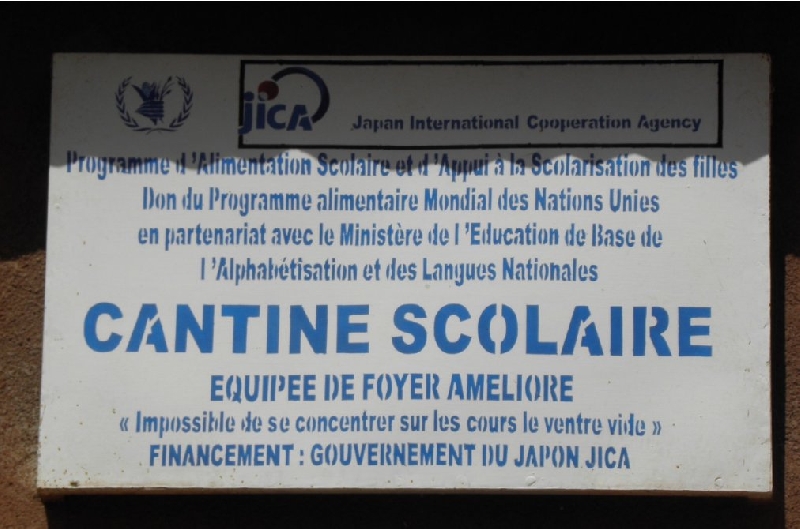 jica
Japan International Cooperation Agency
Programme d'Alimentation Scolaire et d'Appui à la Scolarisation des filles
Don du Programme alimentaire Mondial des Nations Unies
en partenariat avec le Ministère de l'Education de Base de
l'Alphabétisation et des Langues Nationales
CANTINE SCOLAIRE
EQUIPEE DE FOYER AMELIORE
« Impossible de se concentrer sur les cours le ventre vide »
FINANCEMENT : GOUVERNEMENT DU JAPON JICA